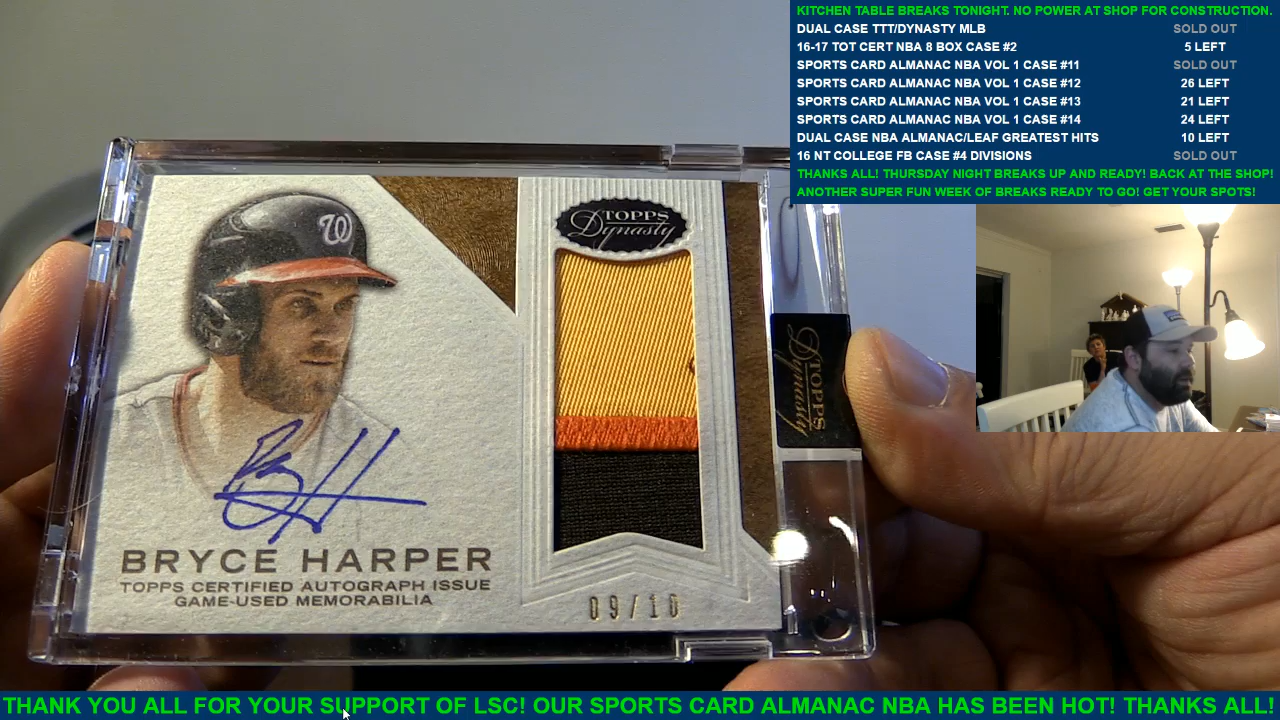 KITCHEN TABLE BREAKS TONIGHT. NO POWER AT SHOP FOR CONSTRUCTION.
DUAL CASE TTT/DYNASTY MLB SOLD OUT
16-17 TOT CERT NBA 8 BOX CASE #2 5 LEFT
SPORTS CARD ALMANAC NBA VOL 1 CASE #11 SOLD OUT
SPORTS CARD ALMANAC NBA VOL 1 CASE #12 26 LEFT
SPORTS CARD ALMANAC NBA VOL 1 CASE #13 21 LEFT
SPORTS CARD ALMANAC NBA VOL 1 CASE #14 24 LEFT
DUAL CASE NBA ALMANAC/LEAF GREATEST HITS 10 LEFT
16 NT COLLEGE FB CASE #4 DIVISIONS SOLD OUT
THANKS ALL! THURSDAY NIGHT BREAKS UP AND READY! BACK AT THE SHOP!
ANOTHER SUPER FUN WEEK OF BREAKS READY TO GO! GET YOUR SPOTS!
W
TOPPS
Dynasty
TOPPS
Dynasty
BRYCE HARPER
TOPPS CERTIFIED AUTOGRAPH ISSUE
GAME-USED MEMORABILIA
09/10
THANK YOU ALL FOR YOUR SUPPORT OF LSC! OUR SPORTS CARD ALMANAC NBA HAS BEEN HOT! THANKS ALL!